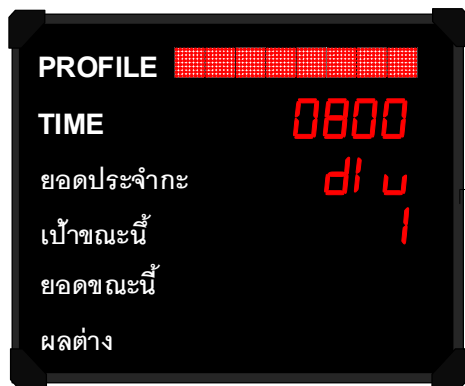 PROFILE
TIME 0800
ยอดประจำกะ dI u
เป้าขณะนี้ 1
ยอดขณะนี้
ผลต่าง